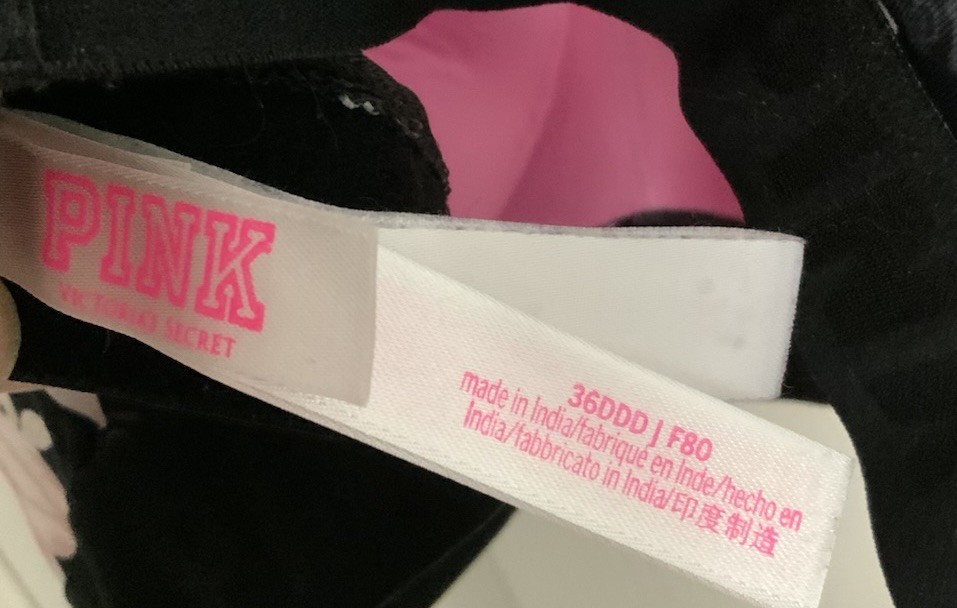 PINK
VICTORIA'S SECRET
36DDD | F80
made in India/fabriqué en Inde/hecho en
India/fabbricato in India/印度制造